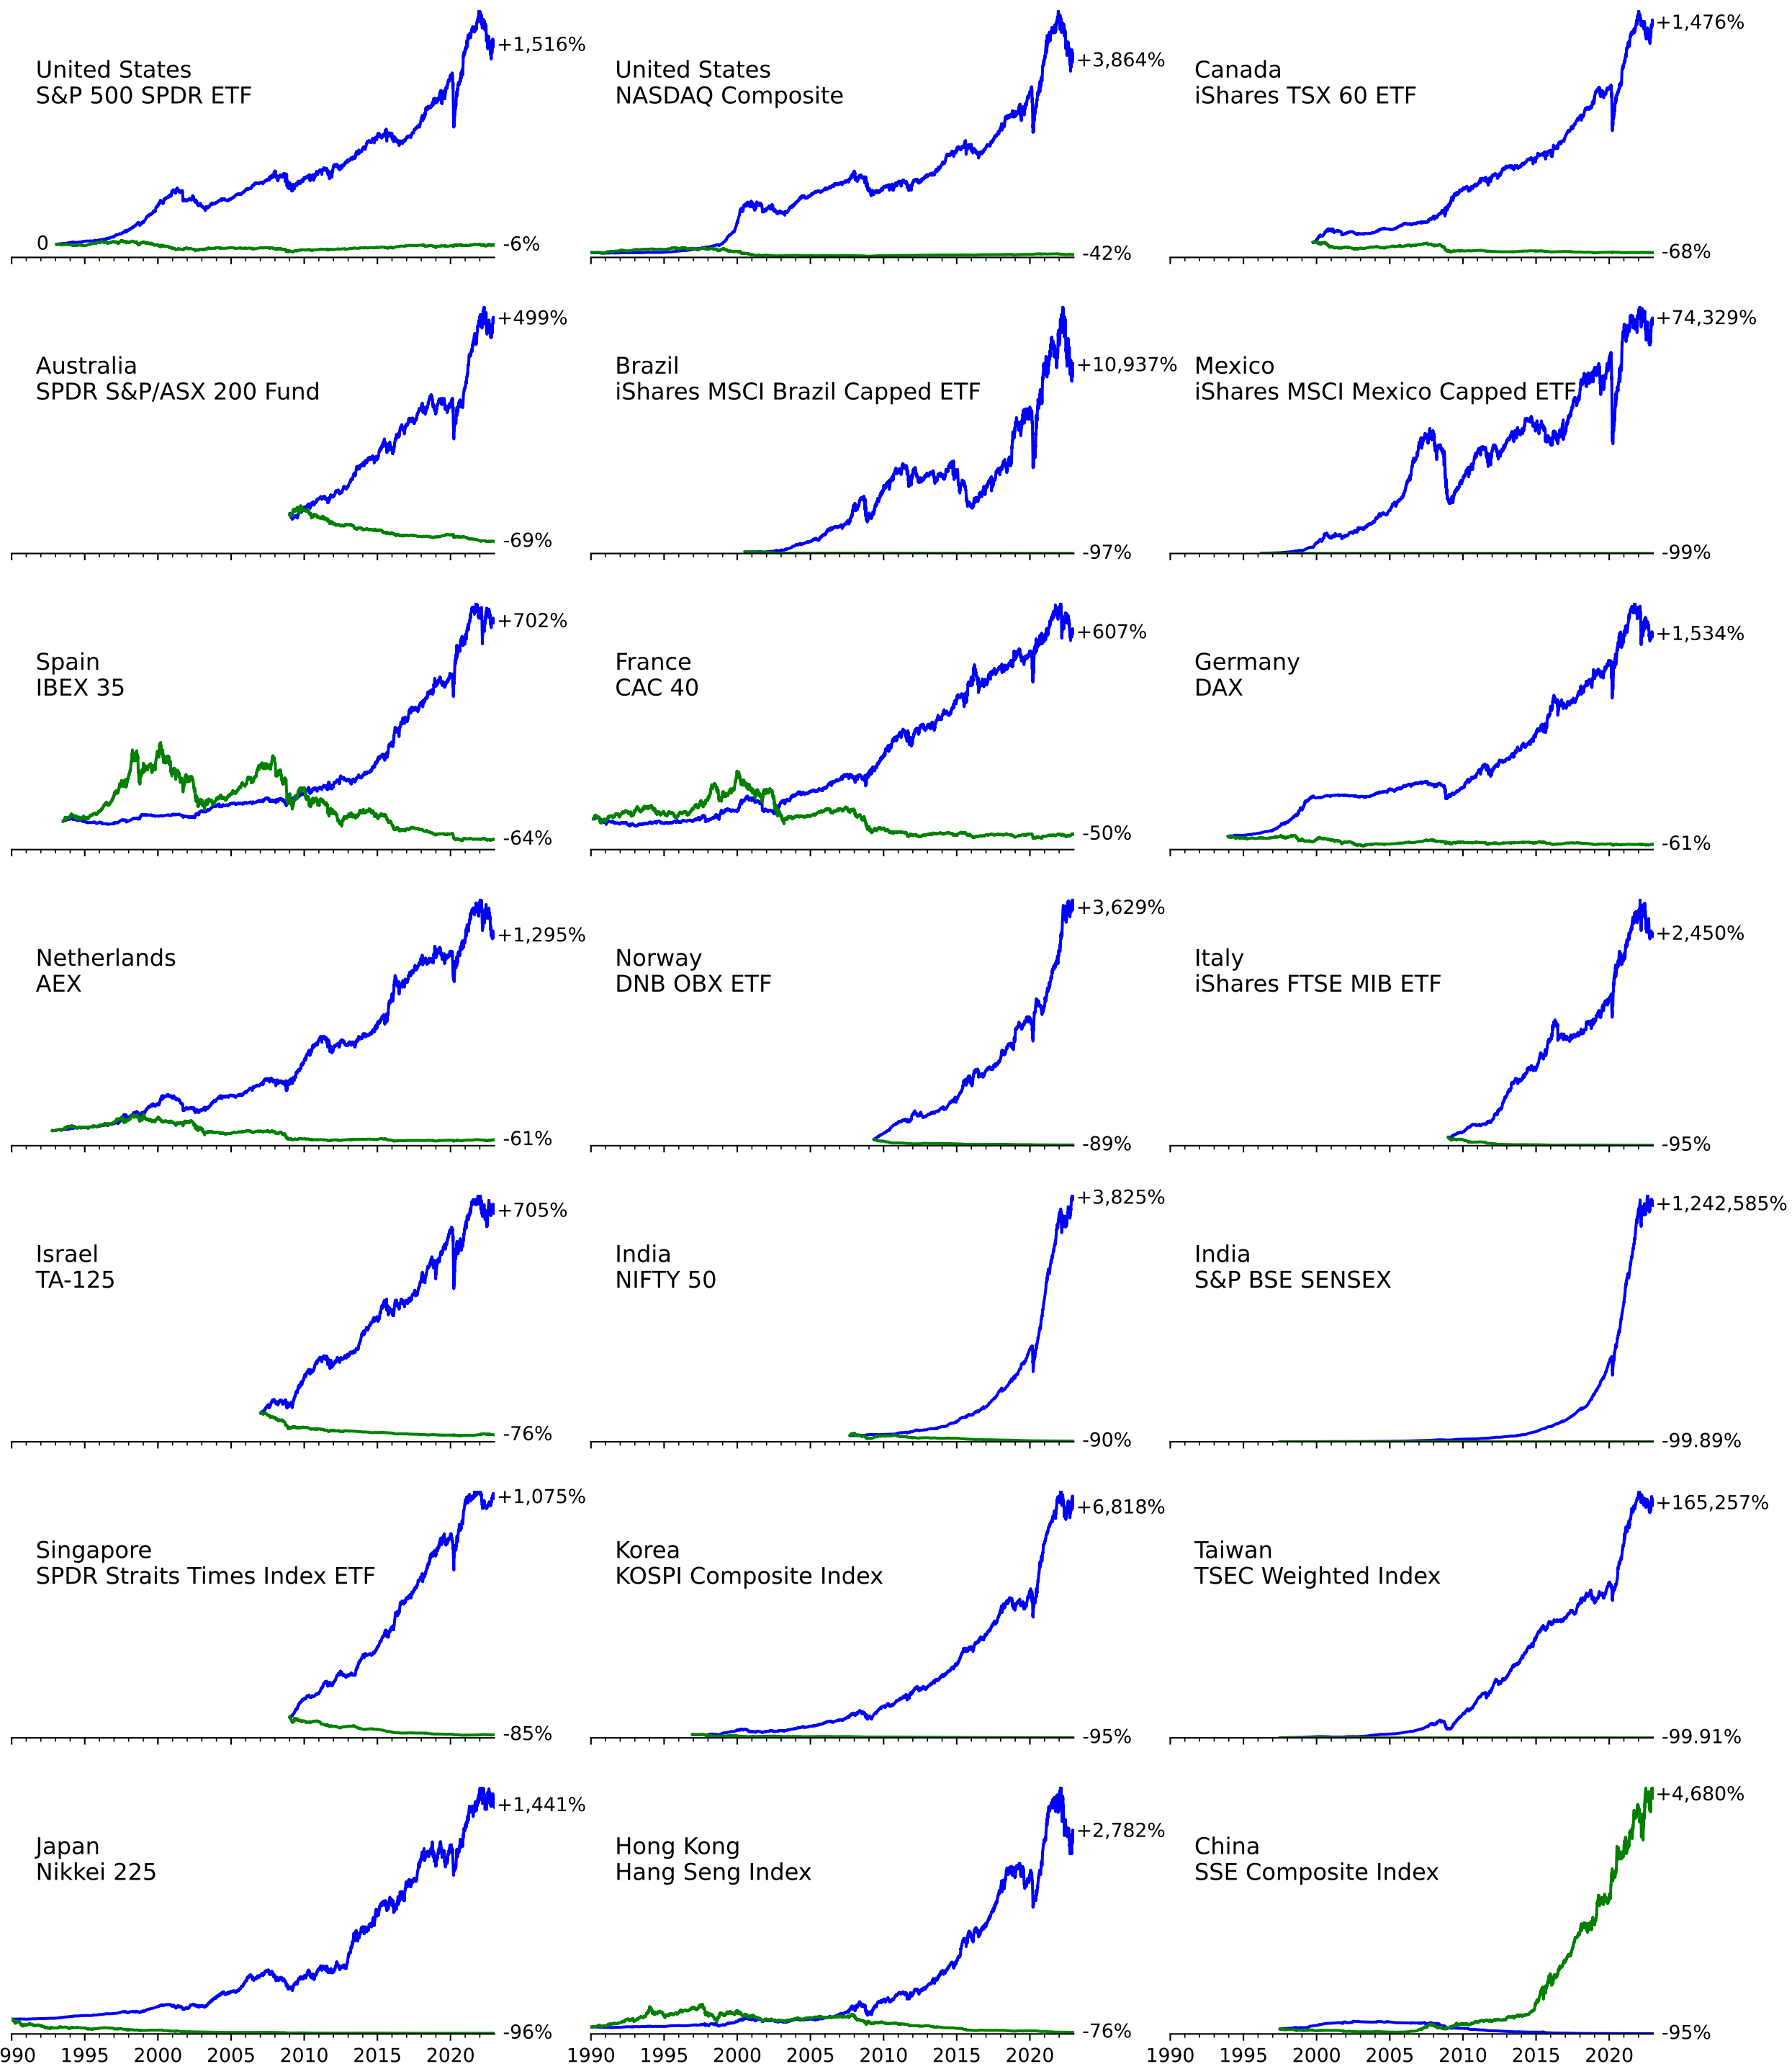 +1,516%
United States
S&P 500 SPDR ETF
0
-6%
+3,864%
United States
NASDAQ Composite
-42%
+1,476%
Canada
iShares TSX 60 ETF
-68%
+499%
Australia
SPDR S&P/ASX 200 Fund
-69%
+10,937%
Brazil
iShares MSCI Brazil Capped ETF
-97%
+74,329%
Mexico
iShares MSCI Mexico Capped ETF
-99%
+702%
Spain
IBEX 35
-64%
+607%
France
CAC 40
-50%
+1,534%
Germany
DAX
-61%
+1,295%
Netherlands
AEX
-61%
+3,629%
Norway
DNB OBX ETF
-89%
+2,450%
Italy
iShares FTSE MIB ETF
-95%
+705%
Israel
TA-125
-76%
+3,825%
India
NIFTY 50
-90%
+1,242,585%
India
S&P BSE SENSEX
-99.89%
+1,075%
Singapore
SPDR Straits Times Index ETF
-85%
+6,818%
Korea
KOSPI Composite Index
-95%
+165,257%
Taiwan
TSEC Weighted Index
-99.91%
+1,441%
Japan
Nikkei 225
-96%
+2,782%
Hong Kong
Hang Seng Index
-76%
+4,680%
China
SSE Composite Index
-95%
990 1995 2000 2005 2010 2015 2020
1990 1995 2000 2005 2010 2015 2020
1990 1995 2000 2005 2010 2015 2020